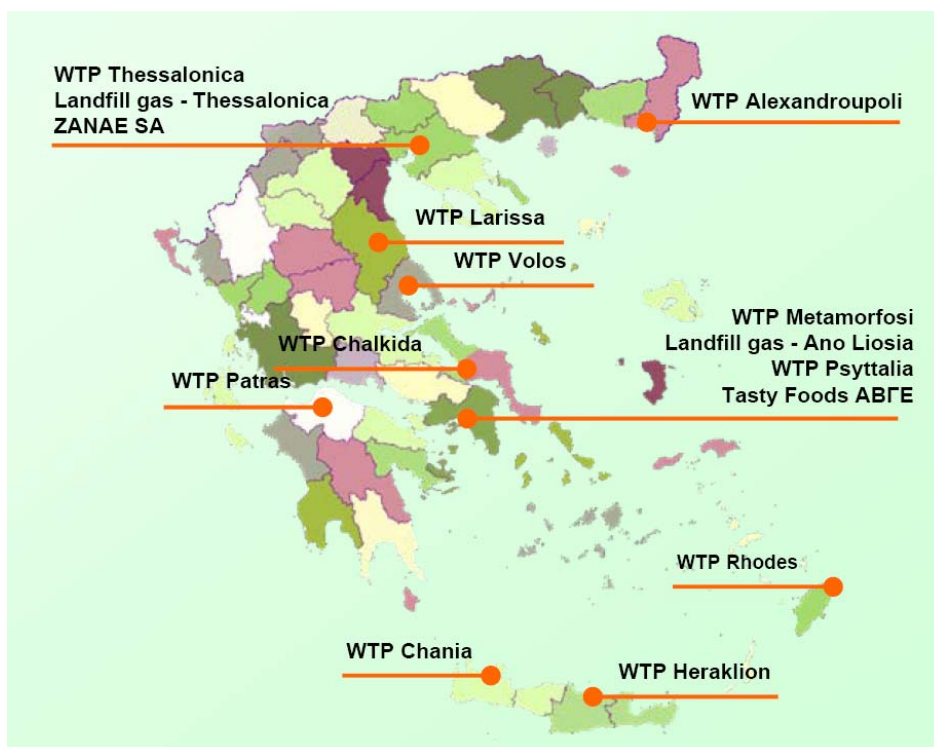 WTP Thessalonica
Landfill gas - Thessalonica
ZANAE SA
WTP Alexandroupoli
WTP Larissa
WTP Volos
WTP Metamorfosi
Landfill gas - Ano Liosia
WTP Psyttalia
Tasty Foods ΑΒΓΕ
WTP Chalkida
WTP Patras
WTP Rhodes
WTP Chania
WTP Heraklion